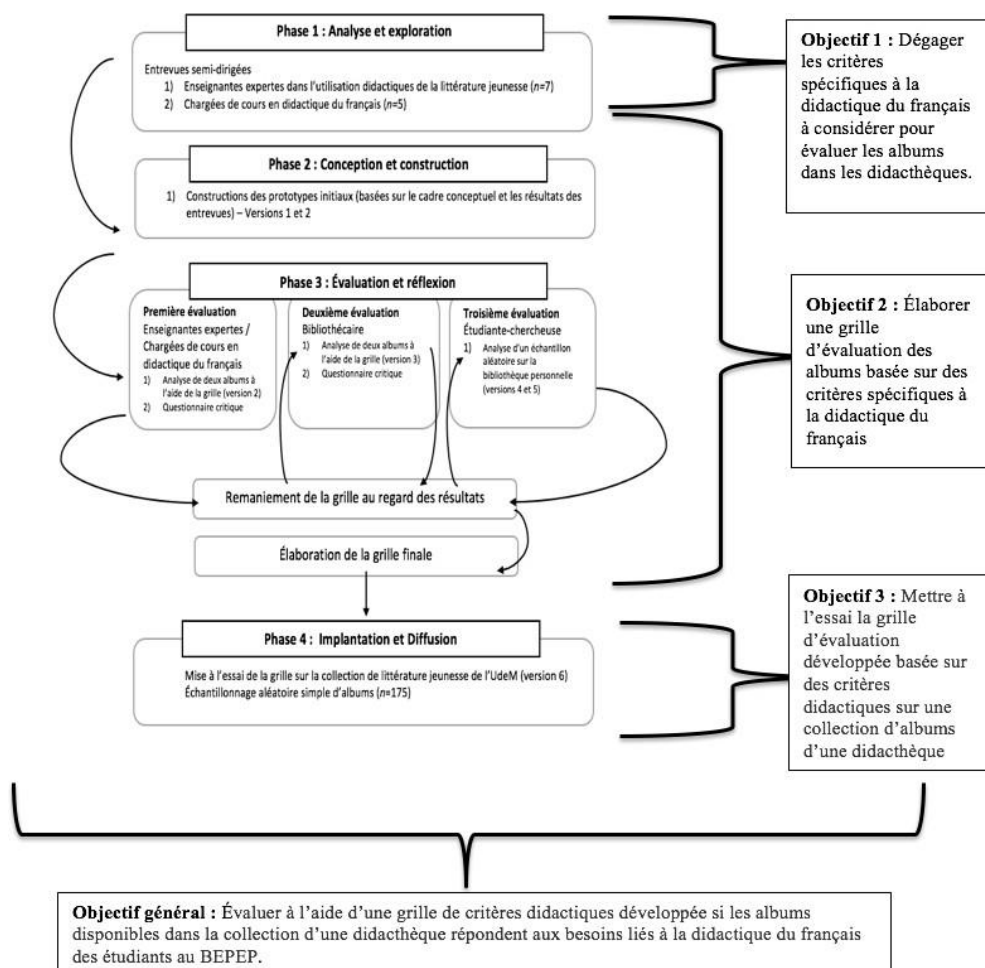 Phase 1 : Analyse et exploration
Entrevues semi-dirigées
1) Enseignantes expertes dans l'utilisation didactiques de la littérature jeunesse (n=7)
2) Chargées de cours en didactique du français (n=5)
Objectif 1 : Dégager
les critères
spécifiques à la
didactique du français
à considérer pour
évaluer les albums
dans les didacthèques.
Phase 2 : Conception et construction
1) Constructions des prototypes initiaux (basées sur le cadre conceptuel et les résultats des
entrevues) – Versions 1 et 2
Phase 3 : Évaluation et réflexion
Première évaluation
Enseignantes expertes /
Chargées de cours en
didactique du français
1) Analyse de deux albums à
l'aide de la grille (version 2)
2) Questionnaire critique
Deuxième évaluation
Bibliothécaire
1) Analyse de deux albums à
l'aide de la grille (version 3)
2) Questionnaire critique
Troisième évaluation
Étudiante-chercheuse
1) Analyse d'un échantillon
aléatoire sur la
bibliothèque personnelle
(versions 4 et 5)
Objectif 2 : Élaborer
une grille
d'évaluation des
albums basée sur des
critères spécifiques à
la didactique du
français
Remaniement de la grille au regard des résultats
Élaboration de la grille finale
Phase 4 : Implantation et Diffusion
Mise à l'essai de la grille sur la collection de littérature jeunesse de l'UdeM (version 6)
Échantillonnage aléatoire simple d'albums (n=175)
Objectif 3 : Mettre à
l'essai la grille
d'évaluation
développée basée sur
des critères
didactiques sur une
collection d'albums
d'une didacthèque
Objectif général : Évaluer à l'aide d'une grille de critères didactiques développée si les albums
disponibles dans la collection d'une didacthèque répondent aux besoins liés à la didactique du français
des étudiants au BEPEP.